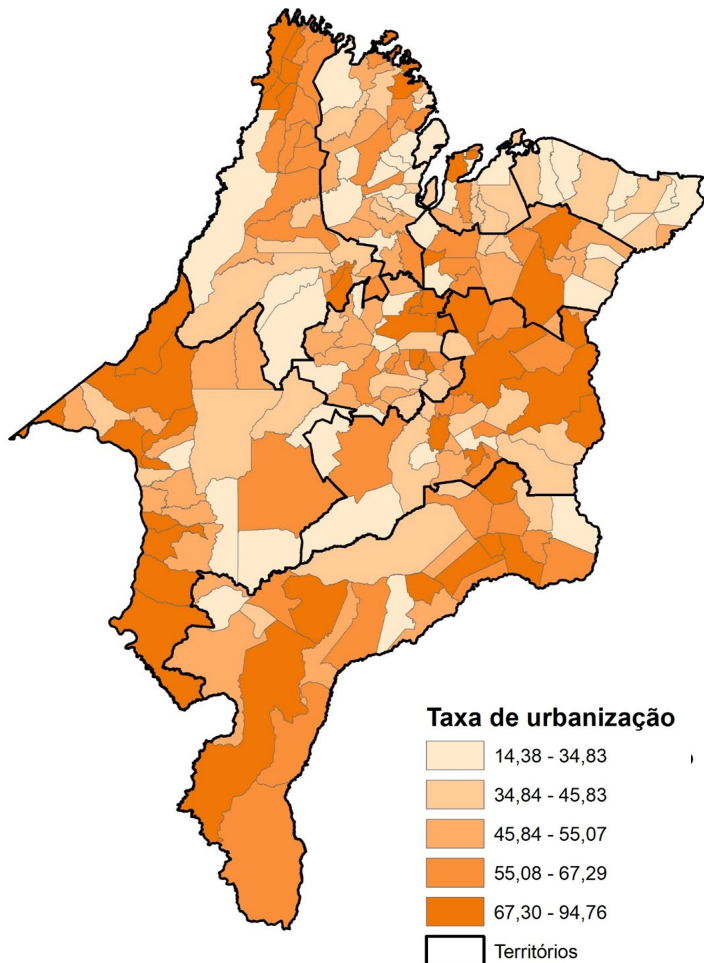 Taxa de urbanização
14,38 - 34,83
34,84 - 45,83
45,84 - 55,07
55,08 - 67,29
67,30 - 94,76
Territórios